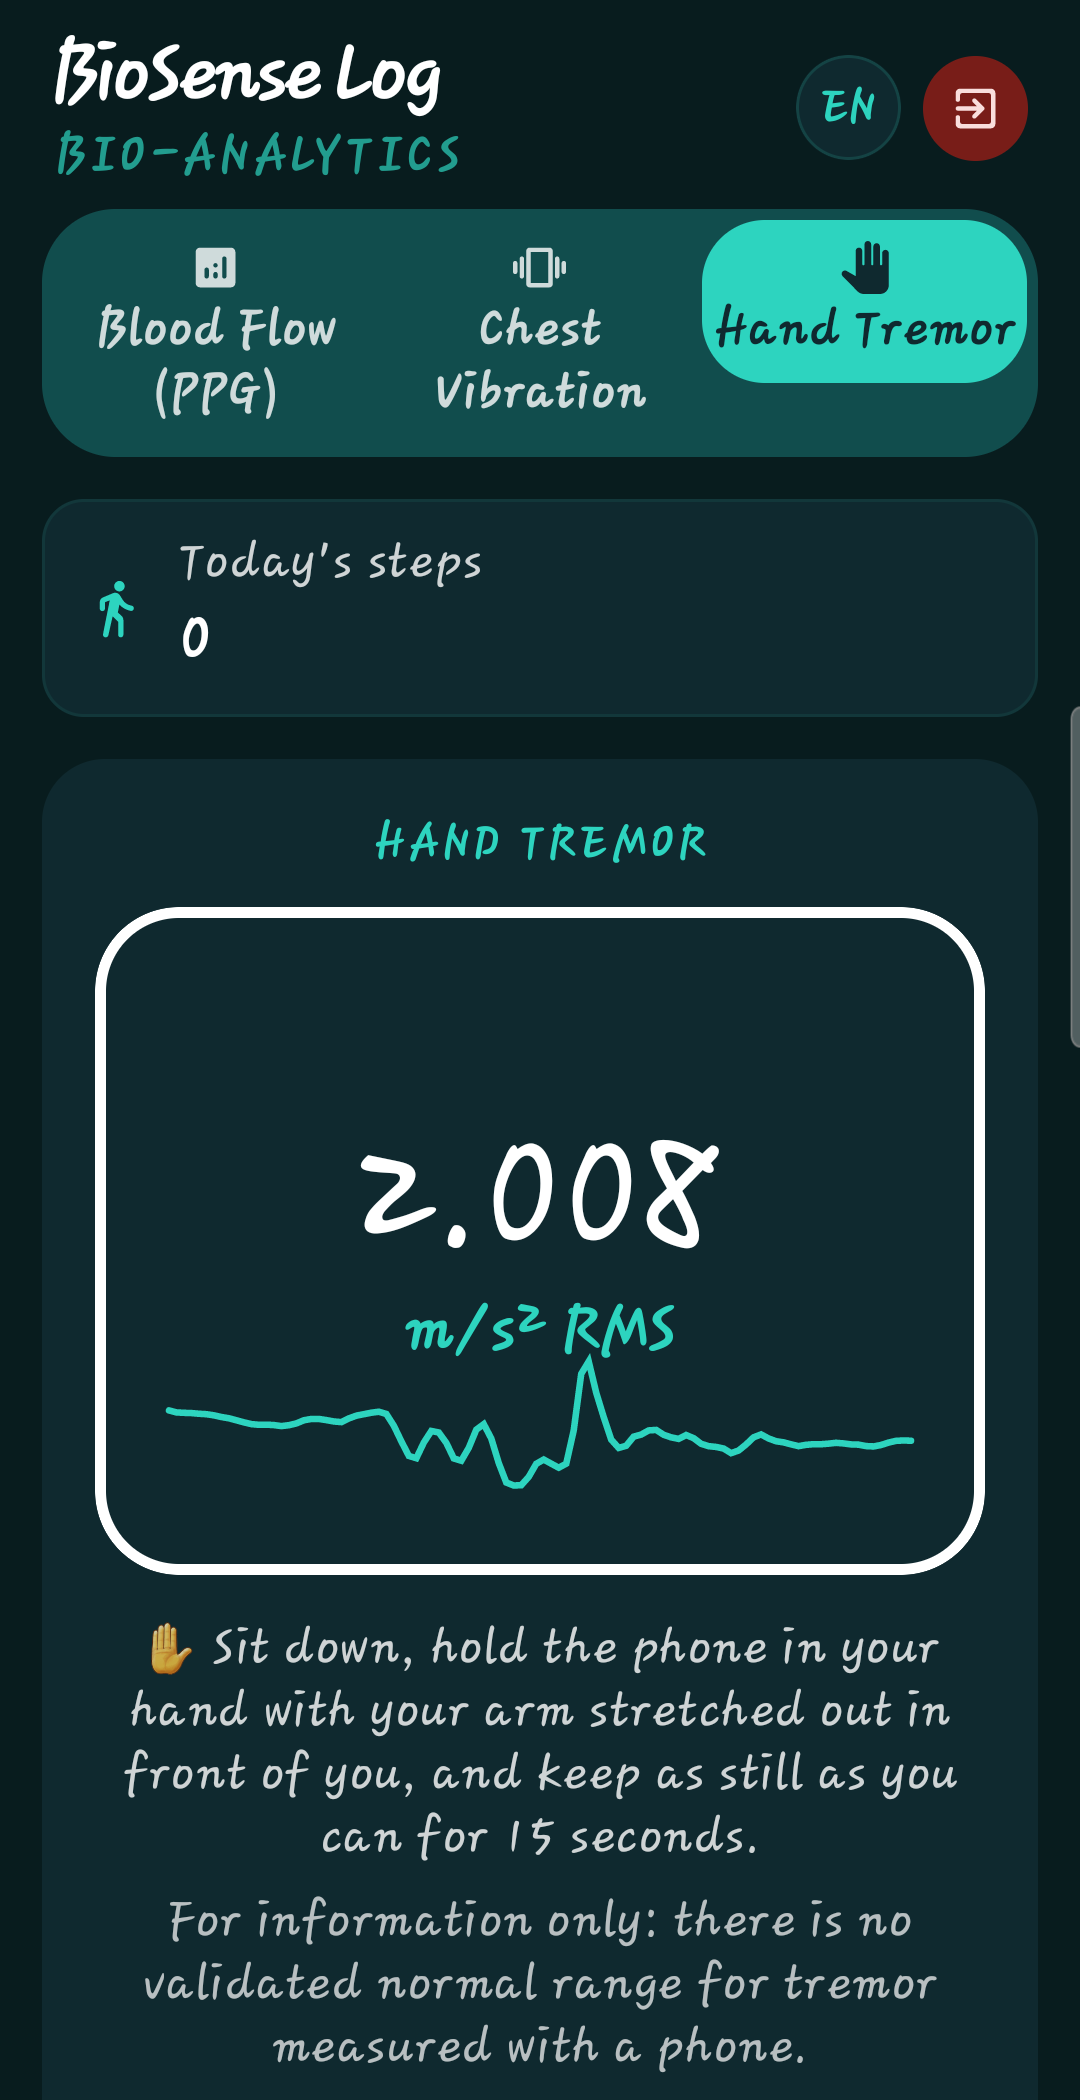 BioSense Log
BIO-ANALYTICS
EN
Blood Flow
(PPG)
Chest
Vibration
Hand Tremor
Today's steps
0
HAND TREMOR
2.008
m/s² RMS
✋ Sit down, hold the phone in your
hand with your arm stretched out in
front of you, and keep as still as you
can for 15 seconds.
For information only: there is no
validated normal range for tremor
measured with a phone.